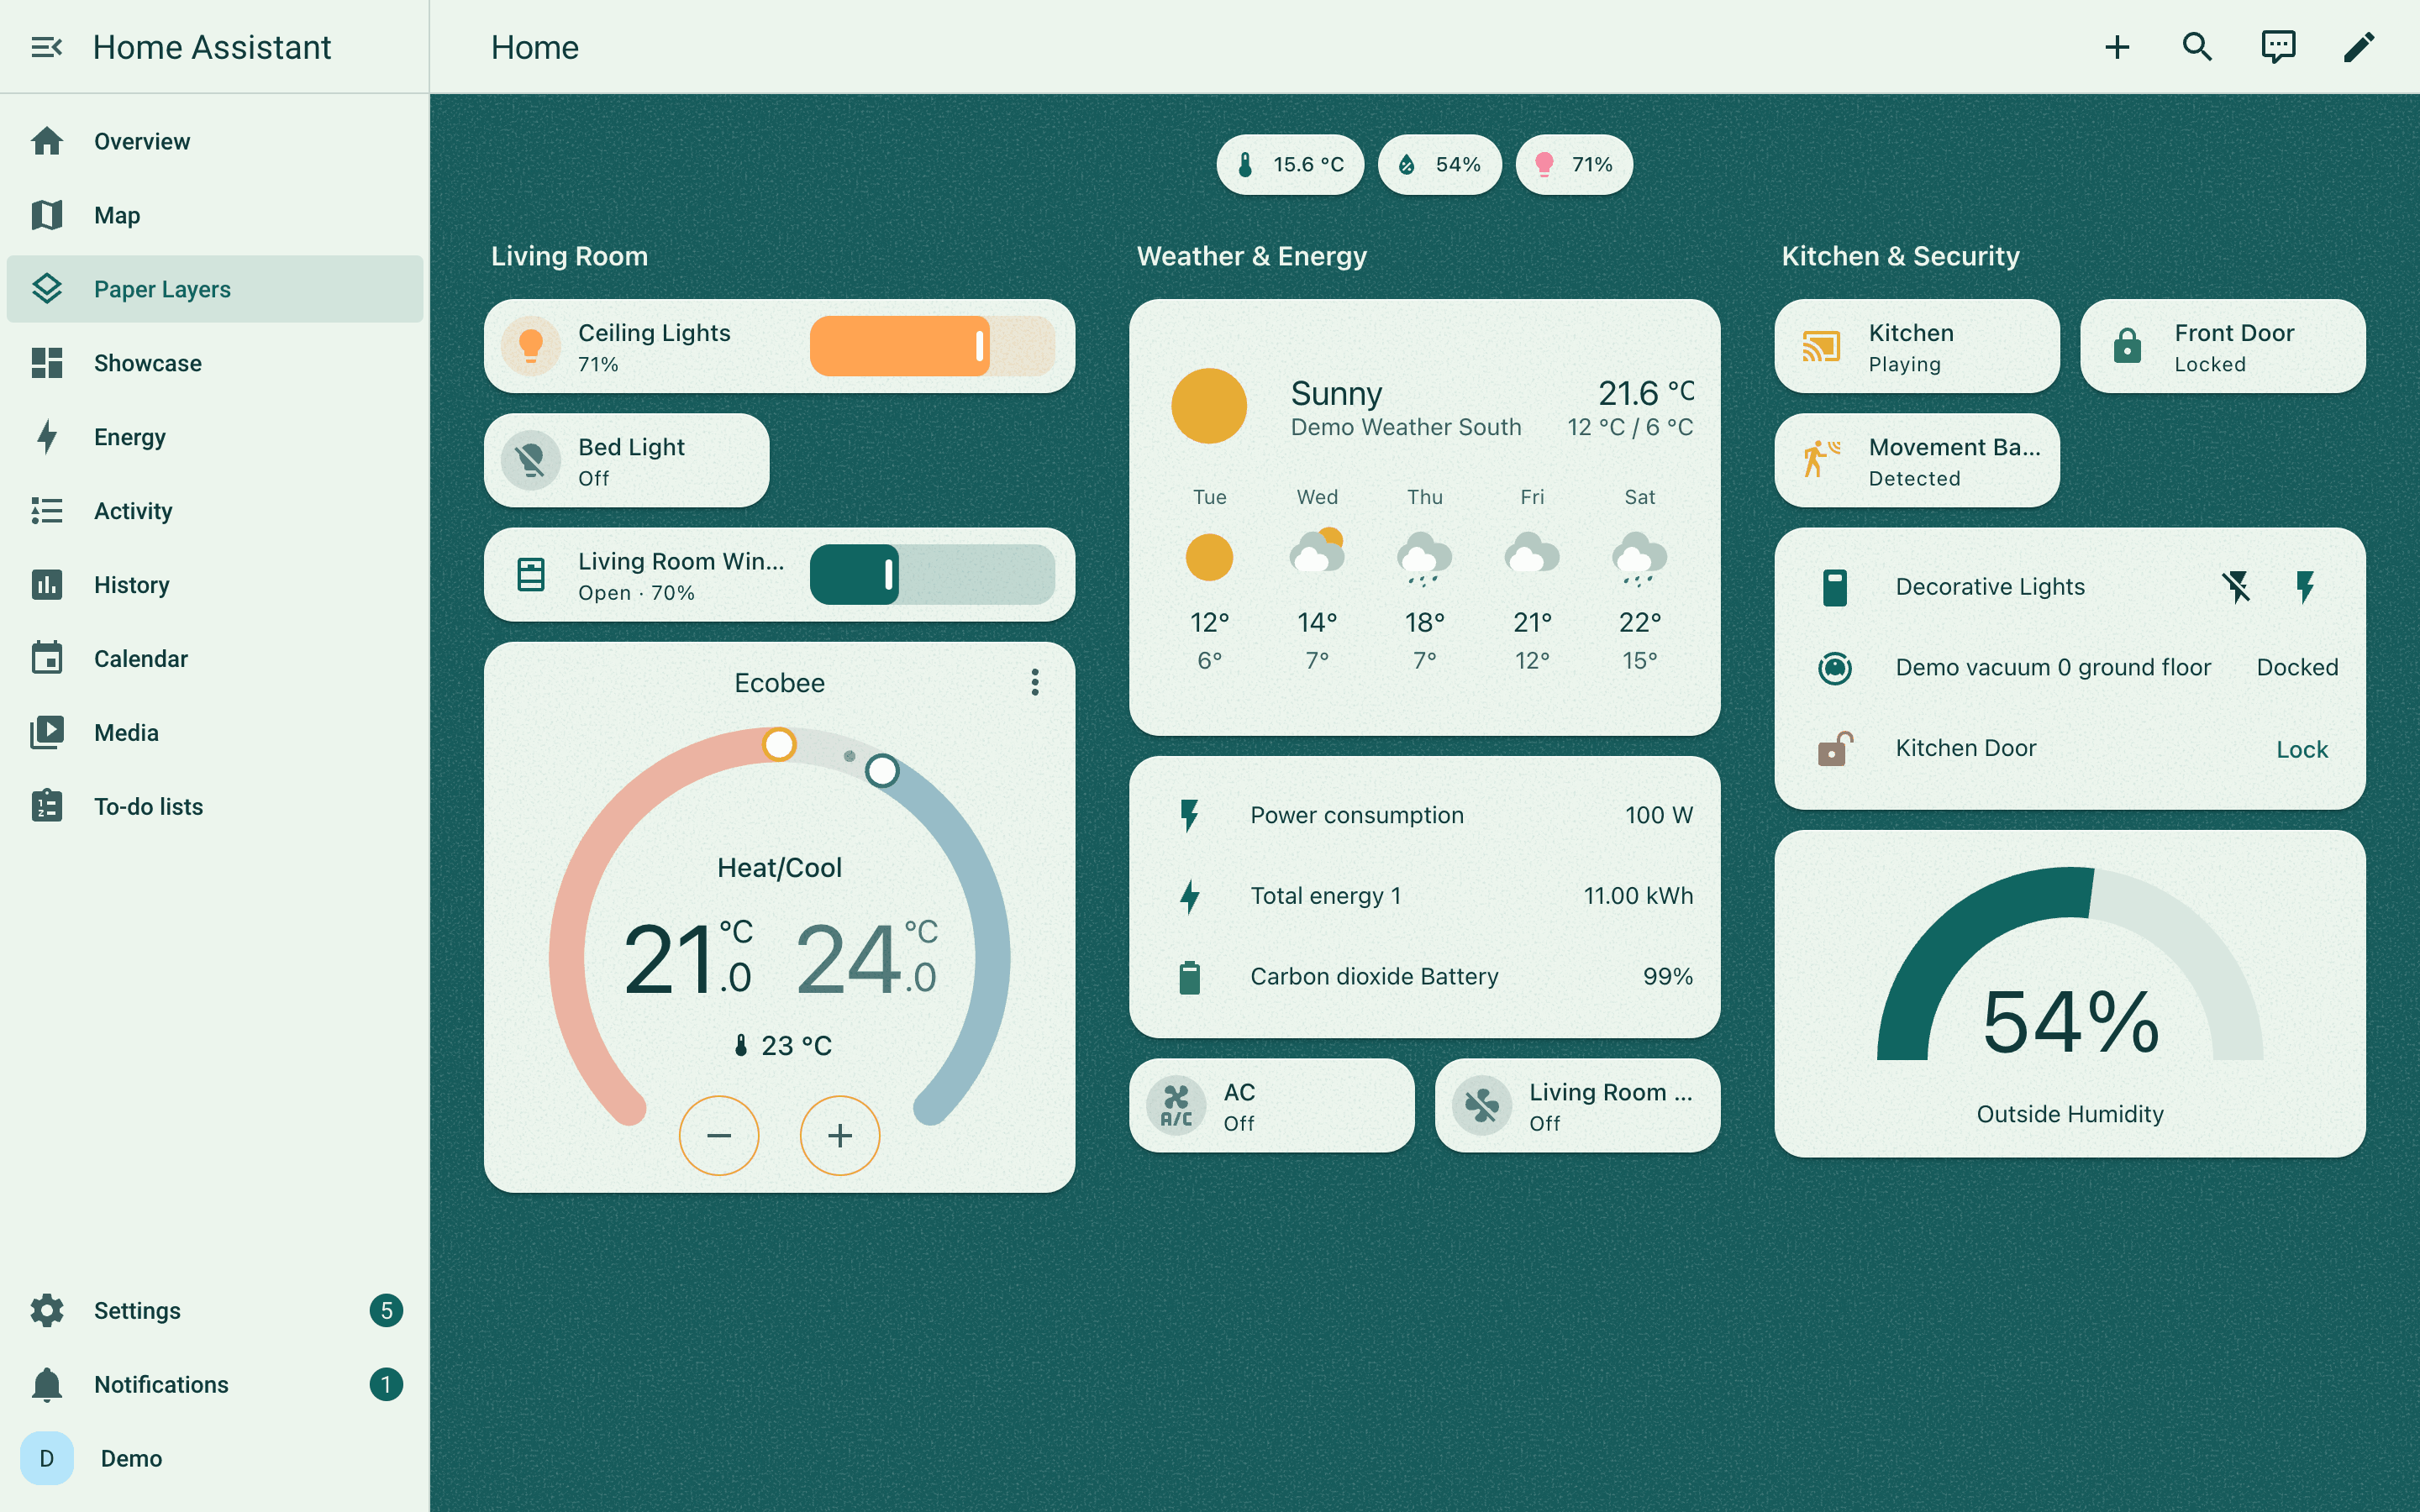 Home Assistant
Home
Overview
Map
Paper Layers
Showcase
Energy
Activity
History
Calendar
Media
To-do lists
Settings
5
Notifications
1
D
Demo
15.6 °C
54%
71%
Living Room
Ceiling Lights
71%
Bed Light
Off
Living Room Win...
Open · 70%
Ecobee
Heat/Cool
21.0 °C
24.0 °C
23 °C
Weather & Energy
Sunny
21.6 °C
Demo Weather South
12 °C / 6 °C
Tue Wed Thu Fri Sat
12° 14° 18° 21° 22°
6° 7° 7° 12° 15°
Power consumption
100 W
Total energy 1
11.00 kWh
Carbon dioxide Battery
99%
A/C
AC
Off
Living Room ...
Off
Kitchen & Security
Kitchen
Playing
Front Door
Locked
Movement Ba...
Detected
Decorative Lights
Demo vacuum 0 ground floor
Docked
Kitchen Door
Lock
54%
Outside Humidity